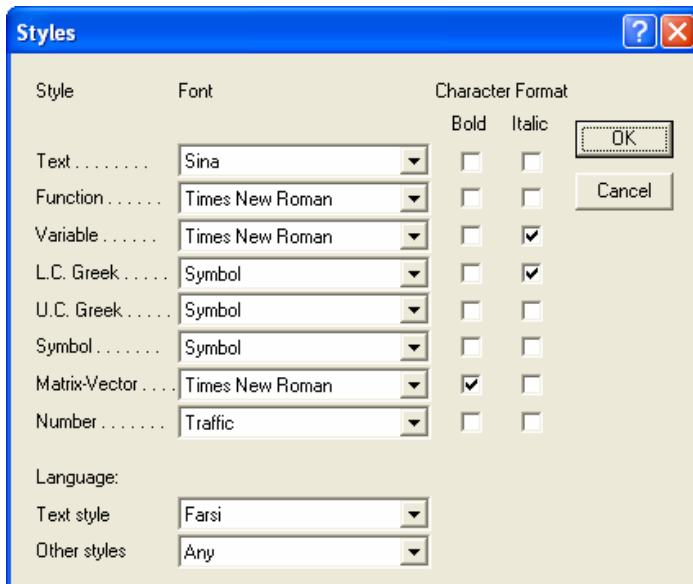 Styles
Style Font Character Format
Bold Italic
OK
Text . . . . . . . . Sina
Cancel
Function . . . . . . Times New Roman
Variable . . . . . . Times New Roman
L.C. Greek . . . . . Symbol
U.C. Greek . . . . . Symbol
Symbol . . . . . . . Symbol
Matrix-Vector . . . . Times New Roman
Number . . . . . . . Traffic
Language:
Text style Farsi
Other styles Any